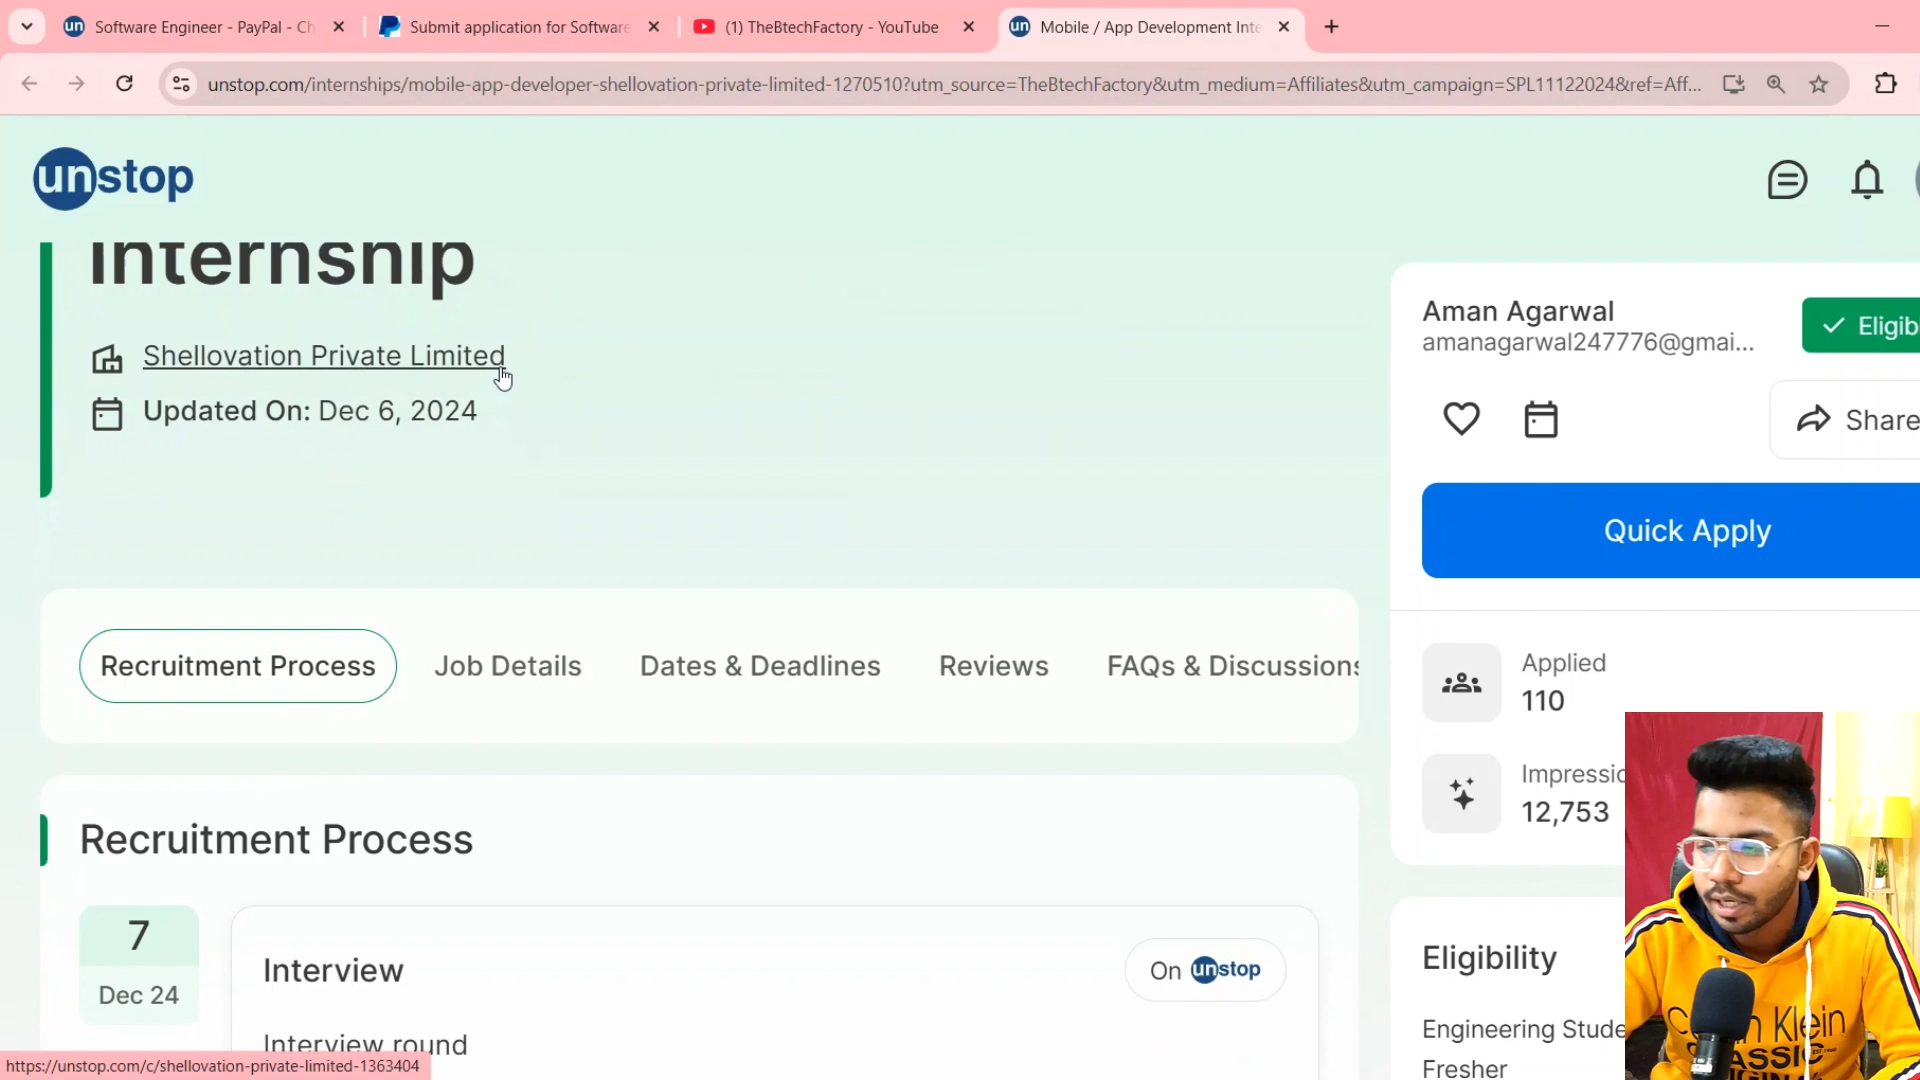 Software Engineer - PayPal - Ch
Submit application for Software
(1) TheBtechFactory - YouTube
Mobile / App Development Inte
unstop.com/internships/mobile-app-developer-shellovation-private-limited-1270510?utm_source=TheBtechFactory&utm_medium=Affiliates&utm_campaign=SPL11122024&ref=Aff...
unstop
Internship
Shellovation Private Limited
Updated On: Dec 6, 2024
Aman Agarwal
amanagarwal247776@gmai...
Eligib
Share
Quick Apply
Recruitment Process
Job Details
Dates & Deadlines
Reviews
FAQs & Discussions
Applied
110
Impressio
12,753
Recruitment Process
7
Dec 24
Interview
On unstop
Interview round
Eligibility
Engineering Stude
Fresher
Calvin Klein
CLASSIC
https://unstop.com/c/shellovation-private-limited-1363404